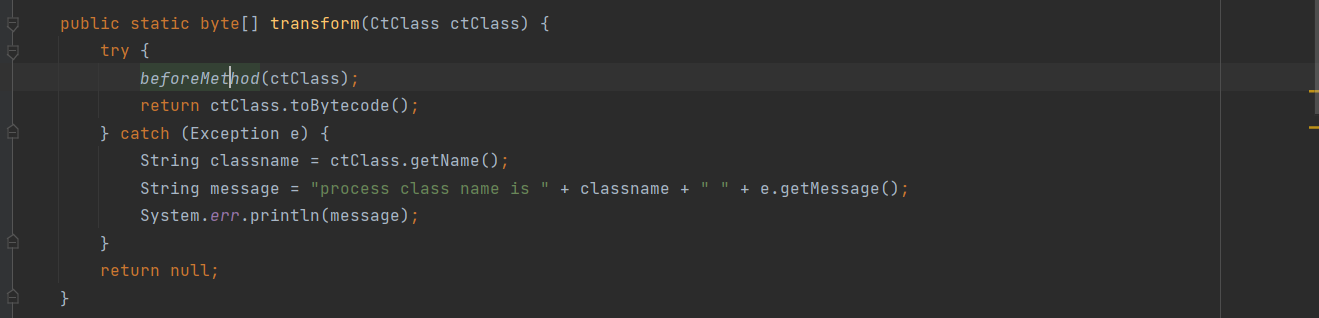 public static byte[] transform(CtClass ctClass) {
try {
beforeMethod(ctClass);
return ctClass.toBytecode();
} catch (Exception e) {
String classname = ctClass.getName();
String message = "process class name is " + classname + " " + e.getMessage();
System.err.println(message);
}
return null;
}